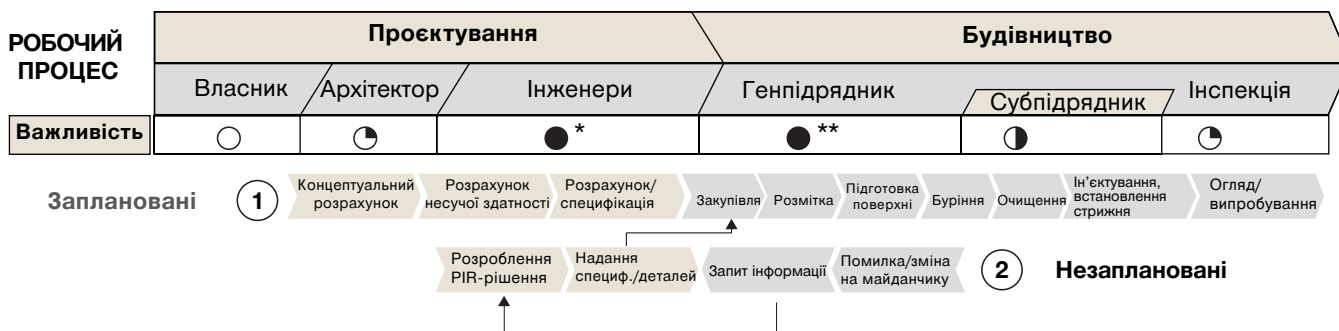 РОБОЧИЙ
ПРОЦЕС
Проєктування
Будівництво
Власник
Архітектор
Інженери
Генпідрядник
Субпідрядник
Інспекція
Важливість
*
**
Заплановані
1
Концептуальний
розрахунок
Розрахунок
несучої здатності
Розрахунок/
специфікація
Закупівля
Розмітка
Підготовка
поверхні
Буріння
Очищення
Ін’єктування,
встановлення
стрижня
Огляд/
випробування
Розроблення
PIR-рішення
Надання
специф./деталей
Запит інформації
Помилка/зміна
на майданчику
2
Незаплановані